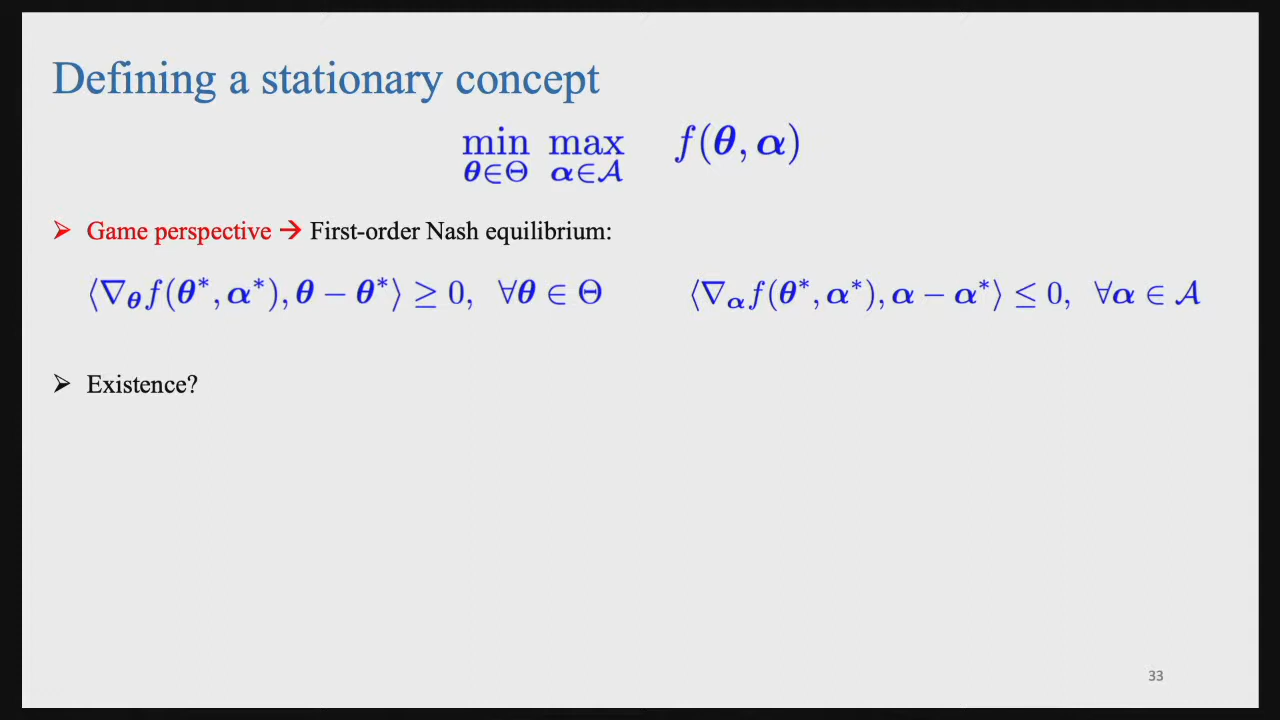 Defining a stationary concept
min max f(θ, α)
θ∈Θ α∈𝒜
➢ Game perspective → First-order Nash equilibrium:
⟨∇θ f(θ*, α*), θ − θ*⟩ ≥ 0, ∀θ ∈ Θ ⟨∇α f(θ*, α*), α − α*⟩ ≤ 0, ∀α ∈ 𝒜
➢ Existence?
33